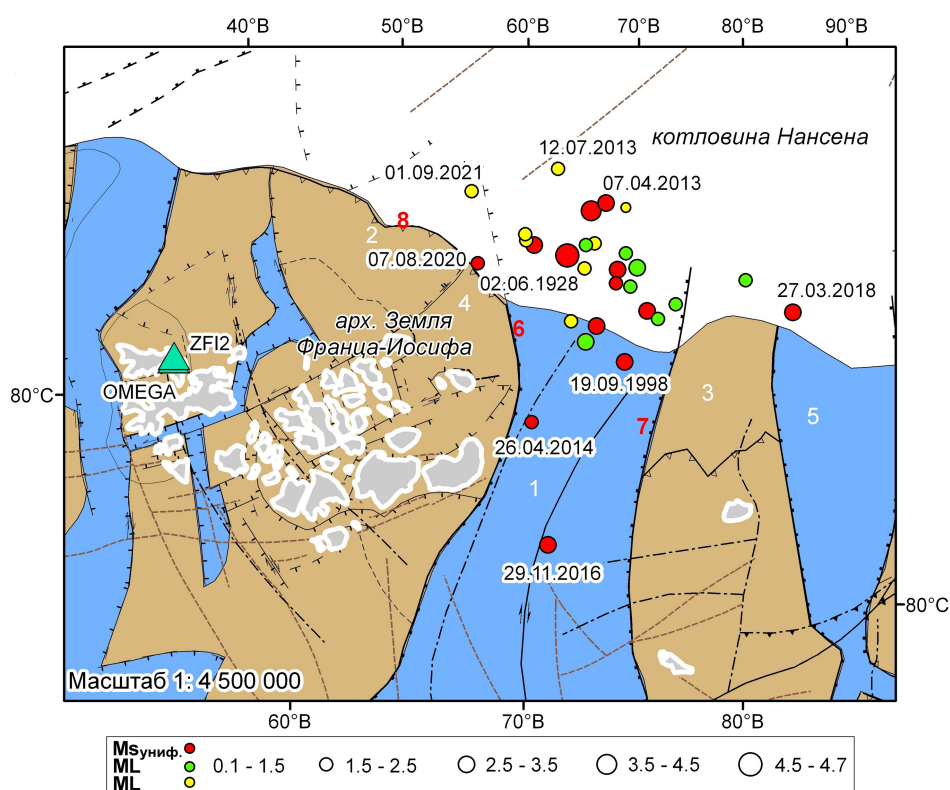 40°В 50°В 60°В 70°В 80°В 90°В
котловина Нансена
12.07.2013
01.09.2021
07.04.2013
8
2
07.08.2020
02.06.1928
27.03.2018
4
6
арх. Земля
Франца-Иосифа
ZFI2
OMEGA
80°С
19.09.1998
3
5
7
26.04.2014
1
29.11.2016
80°С
Масштаб 1: 4 500 000
60°В 70°В 80°В
Msуниф.
ML 0.1 - 1.5 1.5 - 2.5 2.5 - 3.5 3.5 - 4.5 4.5 - 4.7
ML